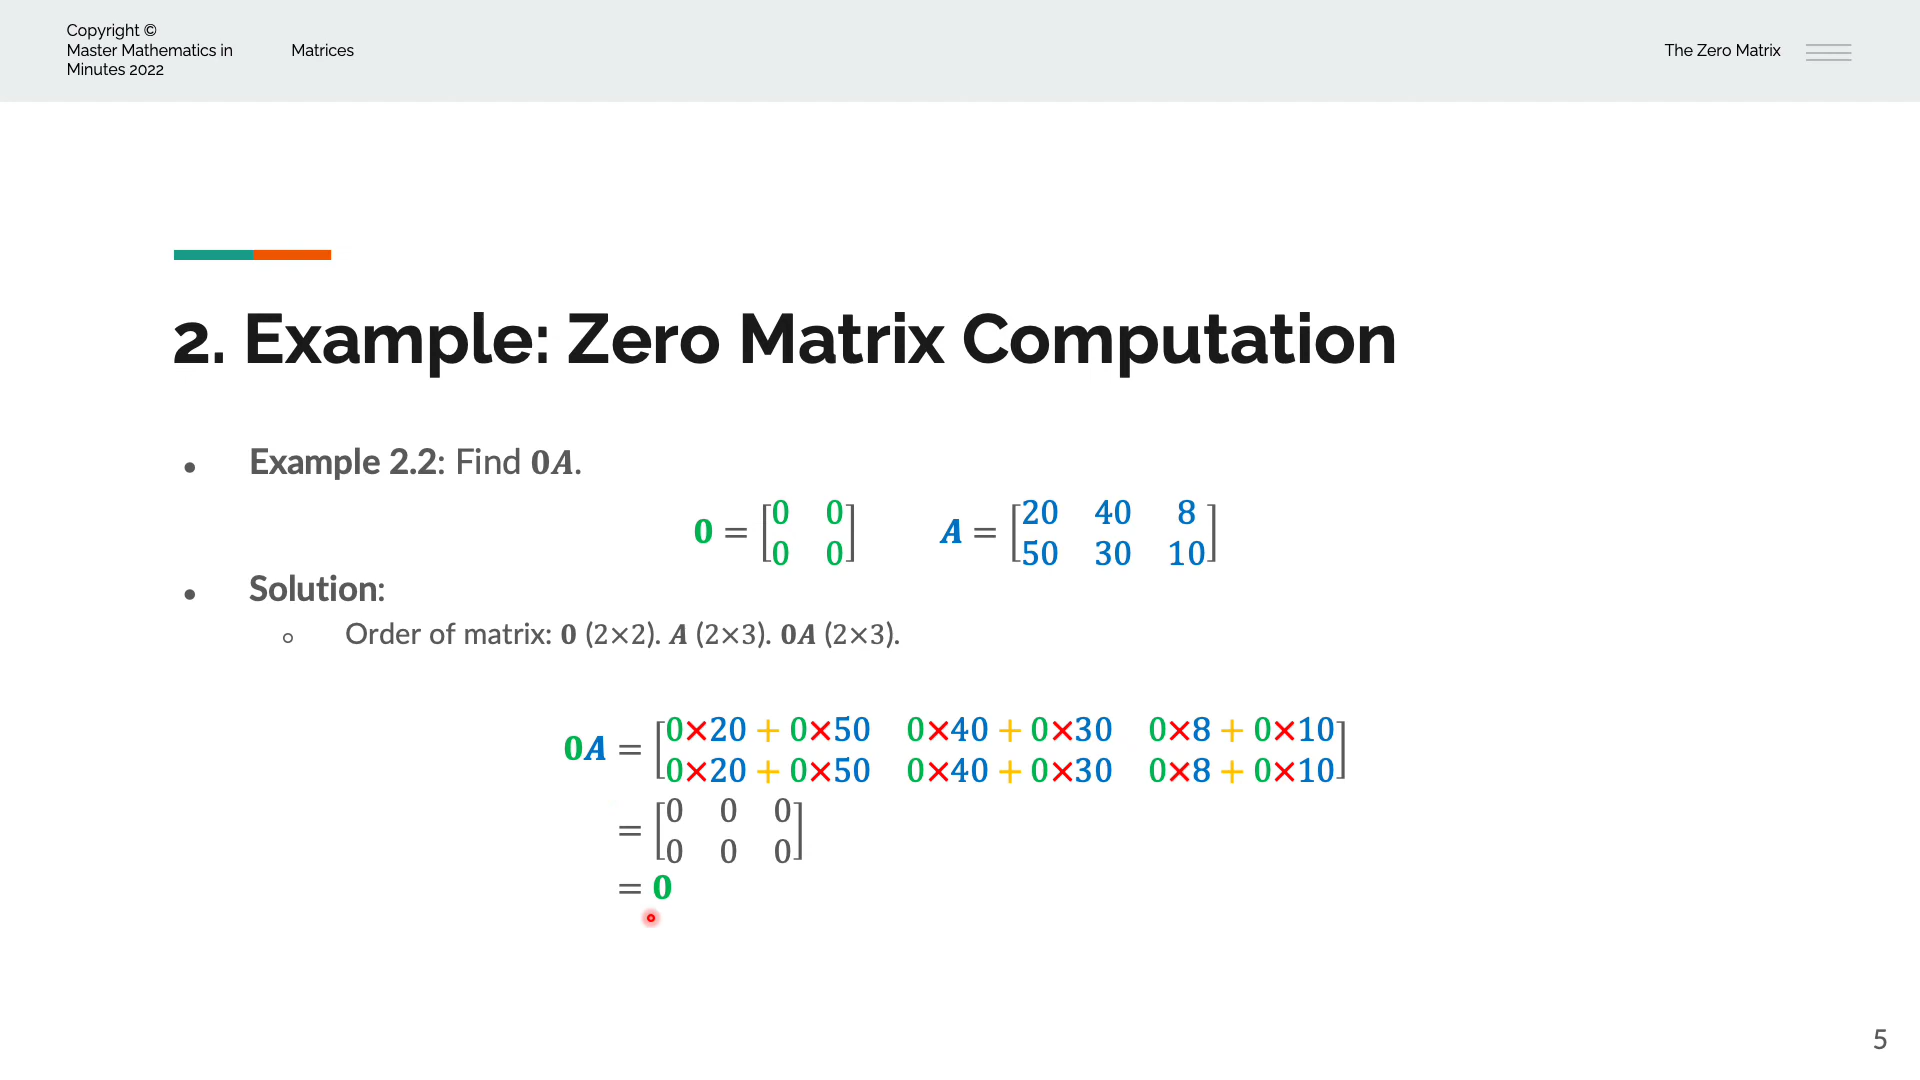 Copyright ©
Master Mathematics in
Minutes 2022
Matrices
The Zero Matrix
2. Example: Zero Matrix Computation
● Example 2.2: Find 0A.
0 = [0 0
0 0] A = [20 40 8
50 30 10]
● Solution:
○ Order of matrix: 0 (2×2). A (2×3). 0A (2×3).
0A = [0×20 + 0×50 0×40 + 0×30 0×8 + 0×10
0×20 + 0×50 0×40 + 0×30 0×8 + 0×10]
= [0 0 0
0 0 0]
= 0
5